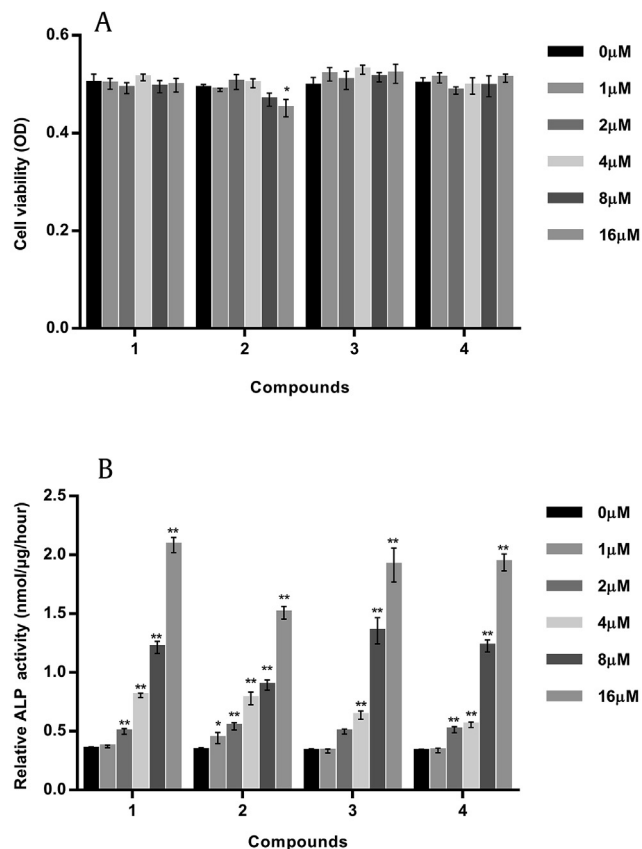 A
0.6
0.4
0.2
0.0
Cell viability (OD)
*
1 2 3 4
Compounds
0μM
1μM
2μM
4μM
8μM
16μM
B
2.5
2.0
1.5
1.0
0.5
0.0
Relative ALP activity (nmol/μg/hour)
** ** ** **
* ** ** ** **
** ** **
** ** ** **
1 2 3 4
Compounds
0μM
1μM
2μM
4μM
8μM
16μM